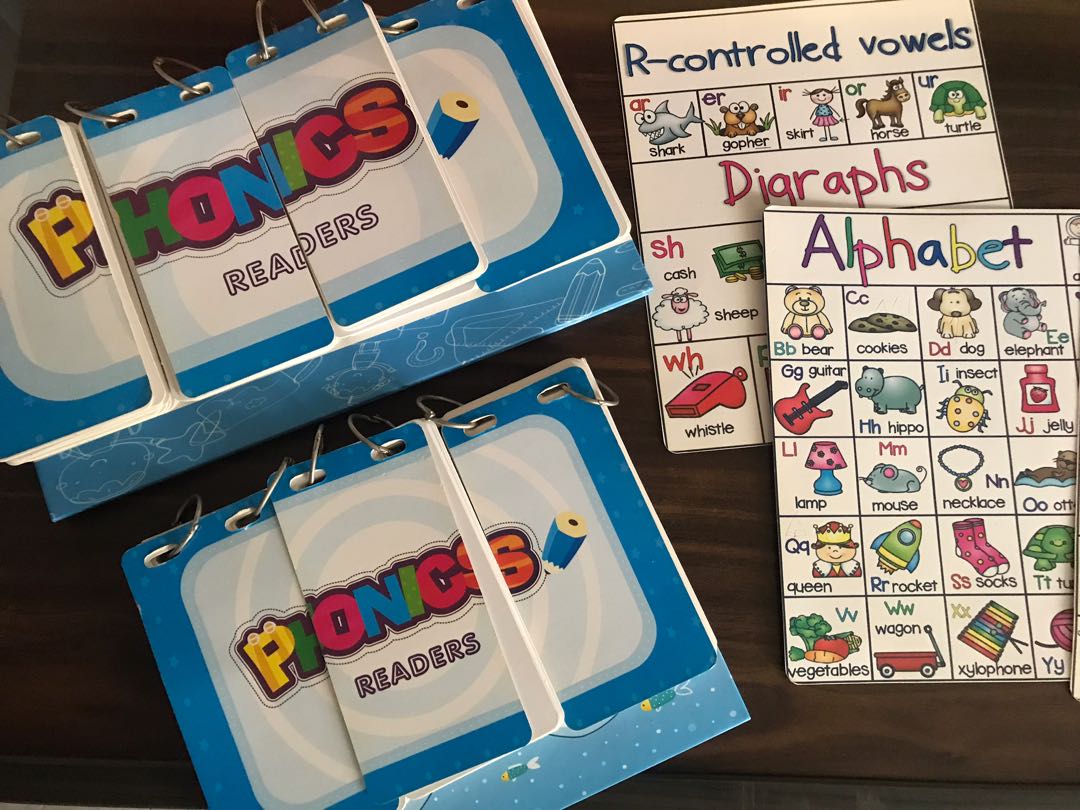 PHONICS
READERS
PHONICS
READERS
R-controlled vowels
ar er ir or ur
shark gopher skirt horse turtle
Digraphs
sh
cash
sheep
wh
whistle
Alphabet
Bb bear Cc cookies Dd dog elephant Ee
Gg guitar Hh hippo Ii insect Jj jelly
Ll lamp Mm mouse necklace Nn Oo
Qq queen Rr rocket Ss socks Tt
Vv vegetables Ww wagon Xx xylophone Yy